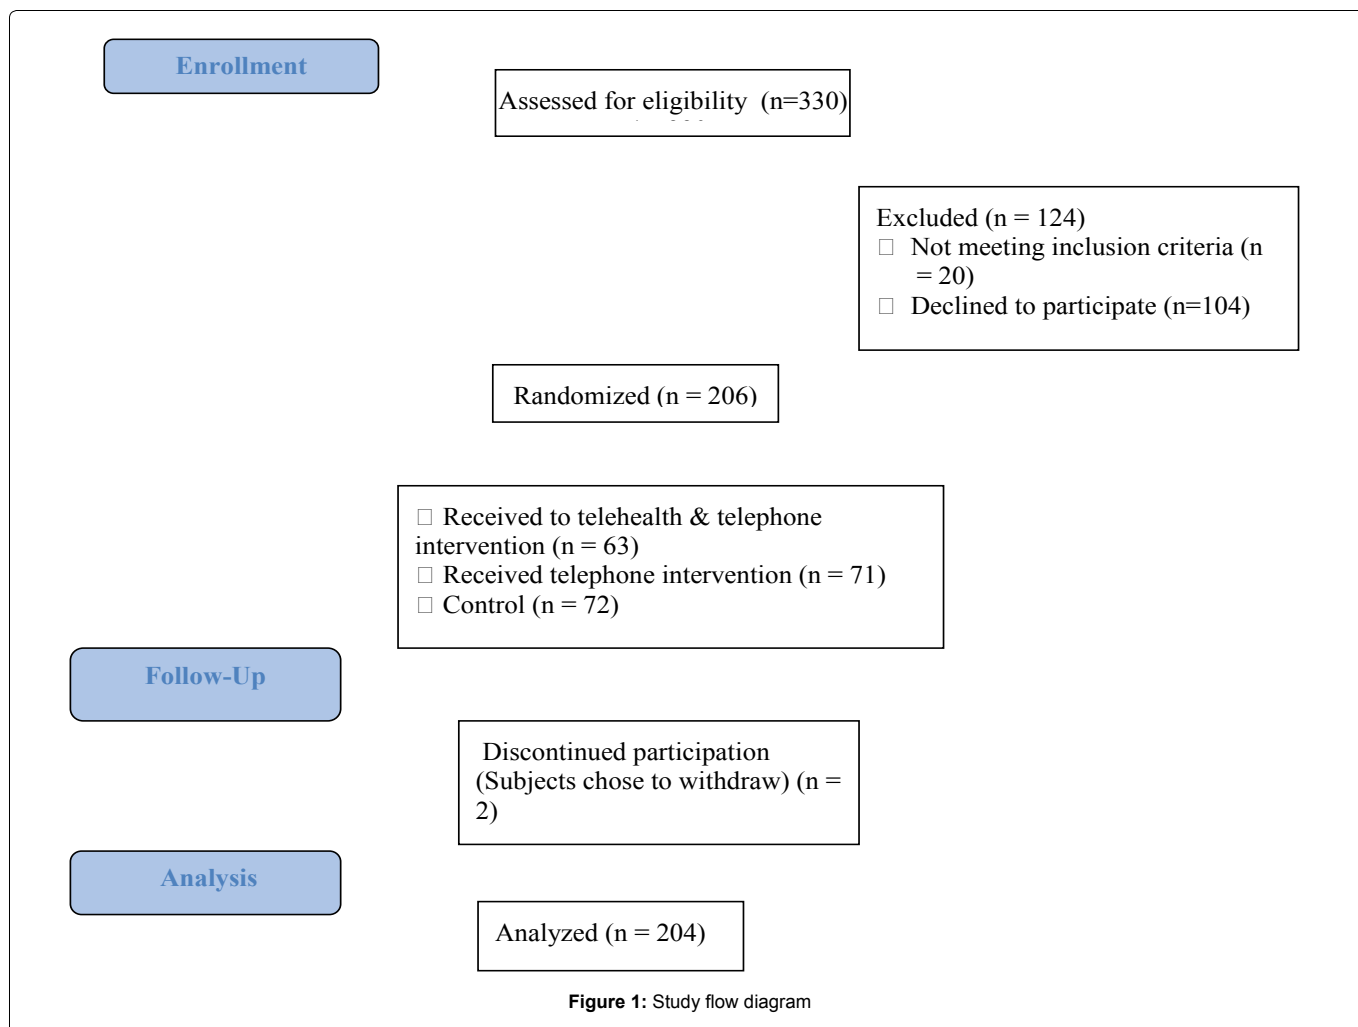 Enrollment
Assessed for eligibility (n=330)
Excluded (n = 124)
☐ Not meeting inclusion criteria (n
= 20)
☐ Declined to participate (n=104)
Randomized (n = 206)
☐ Received to telehealth & telephone
intervention (n = 63)
☐ Received telephone intervention (n = 71)
☐ Control (n = 72)
Follow-Up
Discontinued participation
(Subjects chose to withdraw) (n =
2)
Analysis
Analyzed (n = 204)
Figure 1: Study flow diagram